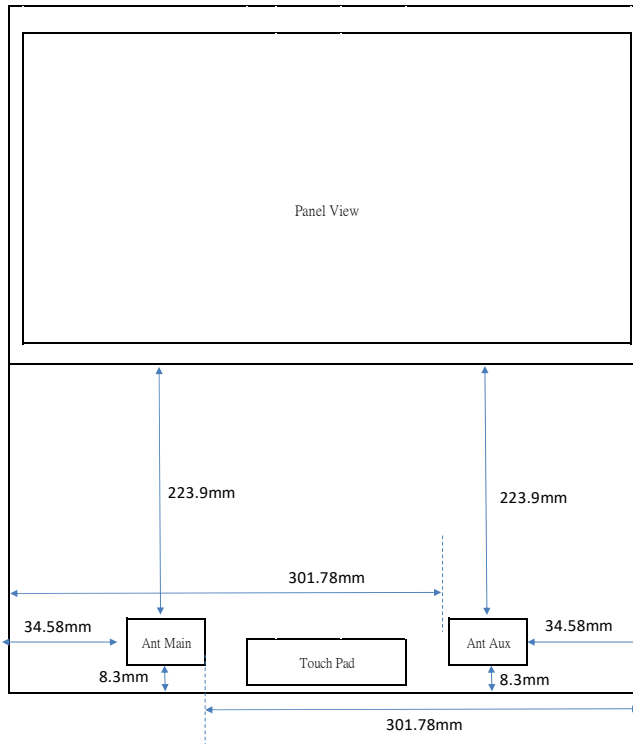 Panel View
223.9mm
223.9mm
301.78mm
34.58mm
Ant Main
Ant Aux
34.58mm
Touch Pad
8.3mm
8.3mm
301.78mm